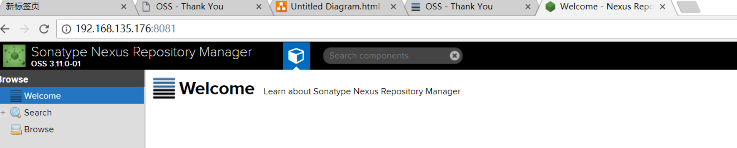 新标签页
OSS - Thank You
Untitled Diagram.html
OSS - Thank You
Welcome - Nexus Repo
192.168.135.176:8081
Sonatype Nexus Repository Manager
OSS 3.11.0-01
Search components
Browse
Welcome
Search
Browse
Welcome
Learn about Sonatype Nexus Repository Manager